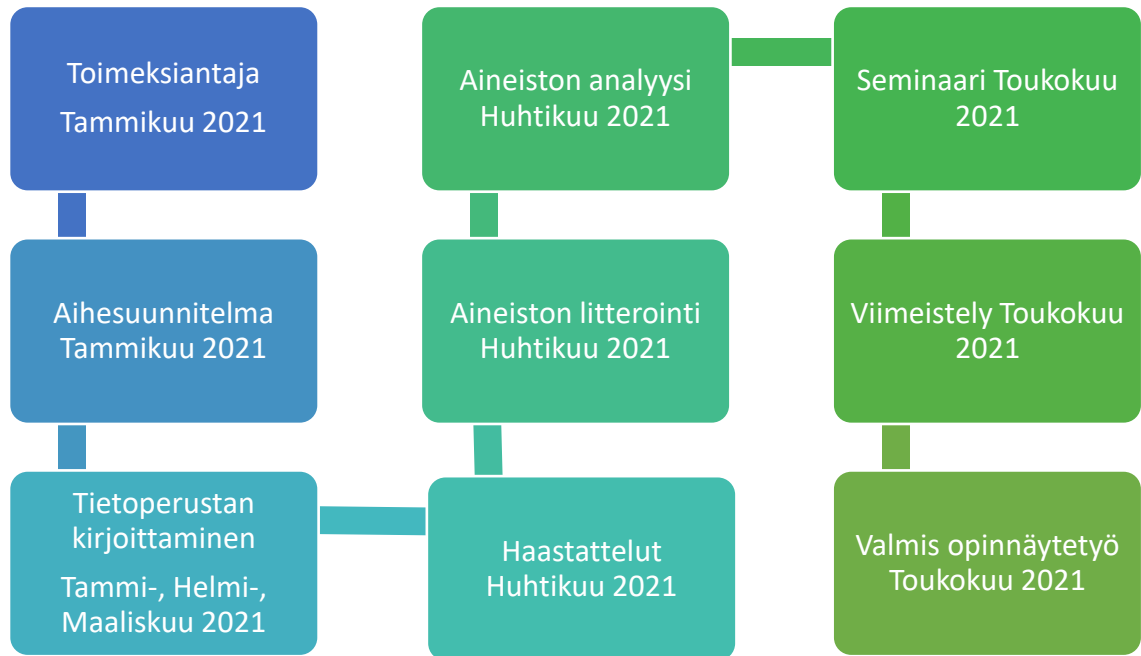 Toimeksiantaja
Tammikuu 2021
Aihesuunnitelma
Tammikuu 2021
Tietoperustan
kirjoittaminen
Tammi-, Helmi-,
Maaliskuu 2021
Haastattelut
Huhtikuu 2021
Aineiston litterointi
Huhtikuu 2021
Aineiston analyysi
Huhtikuu 2021
Seminaari Toukokuu
2021
Viimeistely Toukokuu
2021
Valmis opinnäytetyö
Toukokuu 2021